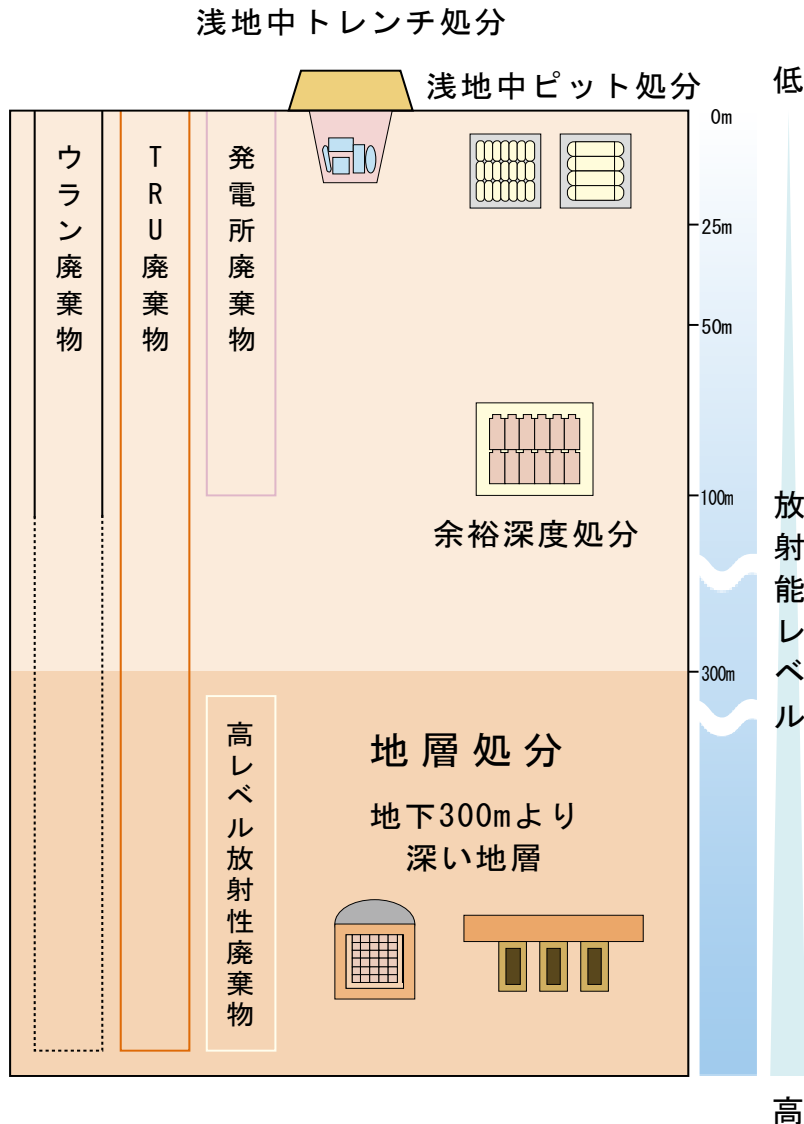 浅地中トレンチ処分
浅地中ピット処分
低
0m
ウラン廃棄物
TRU廃棄物
発電所廃棄物
25m
50m
100m
余裕深度処分
放射能レベル
300m
高レベル放射性廃棄物
地層処分
地下300mより
深い地層
高